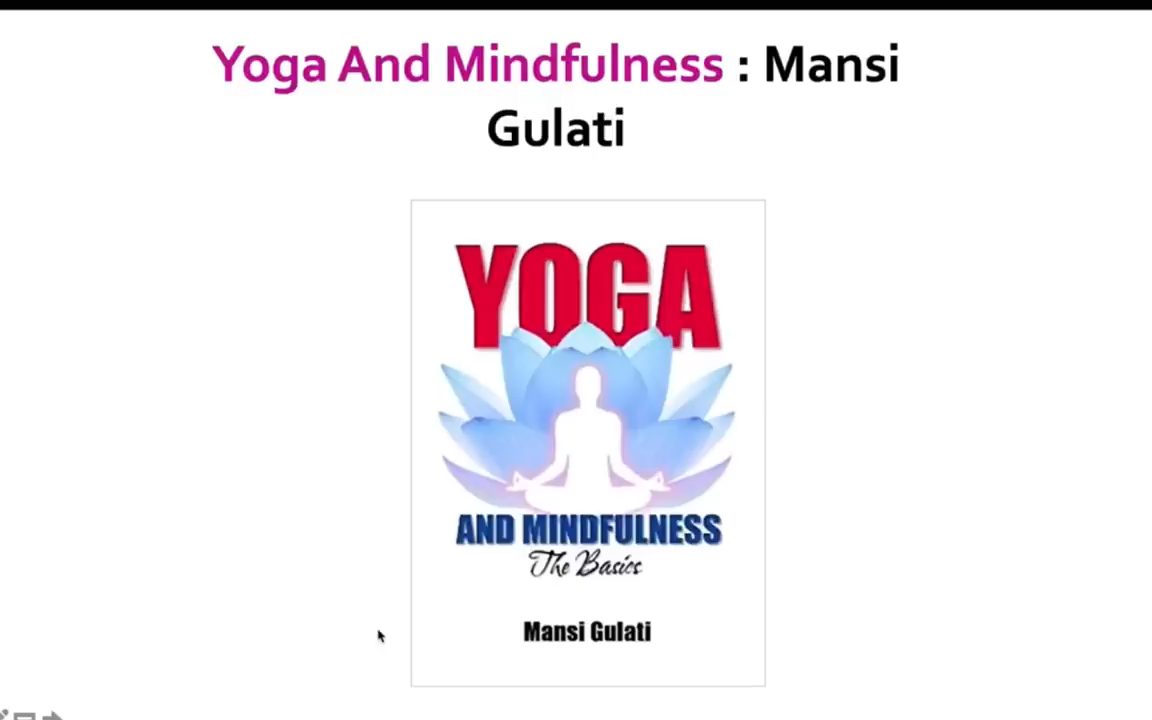 Yoga And Mindfulness : Mansi
Gulati
YOGA
AND MINDFULNESS
The Basics
Mansi Gulati